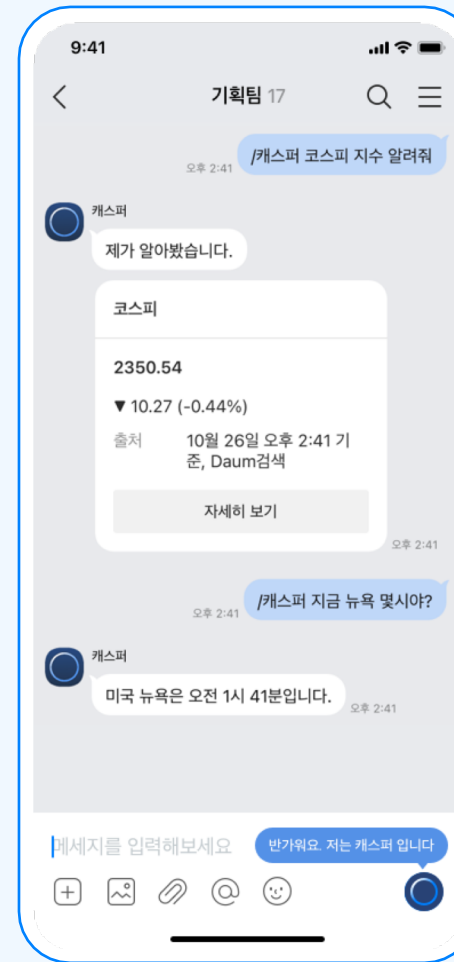 9:41
기획팀 17
/캐스퍼 코스피 지수 알려줘
오후 2:41
캐스퍼
제가 알아봤습니다.
코스피
2350.54
▼ 10.27 (-0.44%)
출처 10월 26일 오후 2:41 기
준, Daum검색
자세히 보기
오후 2:41
/캐스퍼 지금 뉴욕 몇시야?
오후 2:41
캐스퍼
미국 뉴욕은 오전 1시 41분입니다.
오후 2:41
메세지를 입력해보세요
반가워요. 저는 캐스퍼 입니다